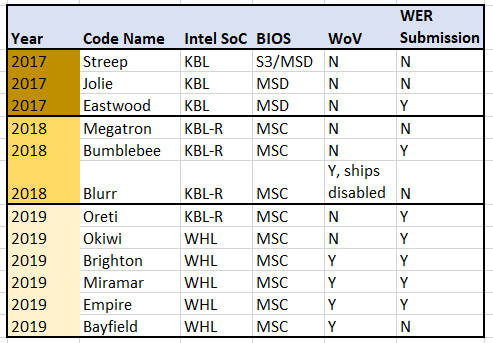 Year Code Name Intel SoC BIOS WoV WER Submission
2017 Streep KBL S3/MSD N N
2017 Jolie KBL MSD N N
2017 Eastwood KBL MSD N Y
2018 Megatron KBL-R MSC N N
2018 Bumblebee KBL-R MSC N Y
2018 Blurr KBL-R MSC Y, ships disabled N
2019 Oreti KBL-R MSC N Y
2019 Okiwi WHL MSC N Y
2019 Brighton WHL MSC Y Y
2019 Miramar WHL MSC Y Y
2019 Empire WHL MSC Y Y
2019 Bayfield WHL MSC Y N